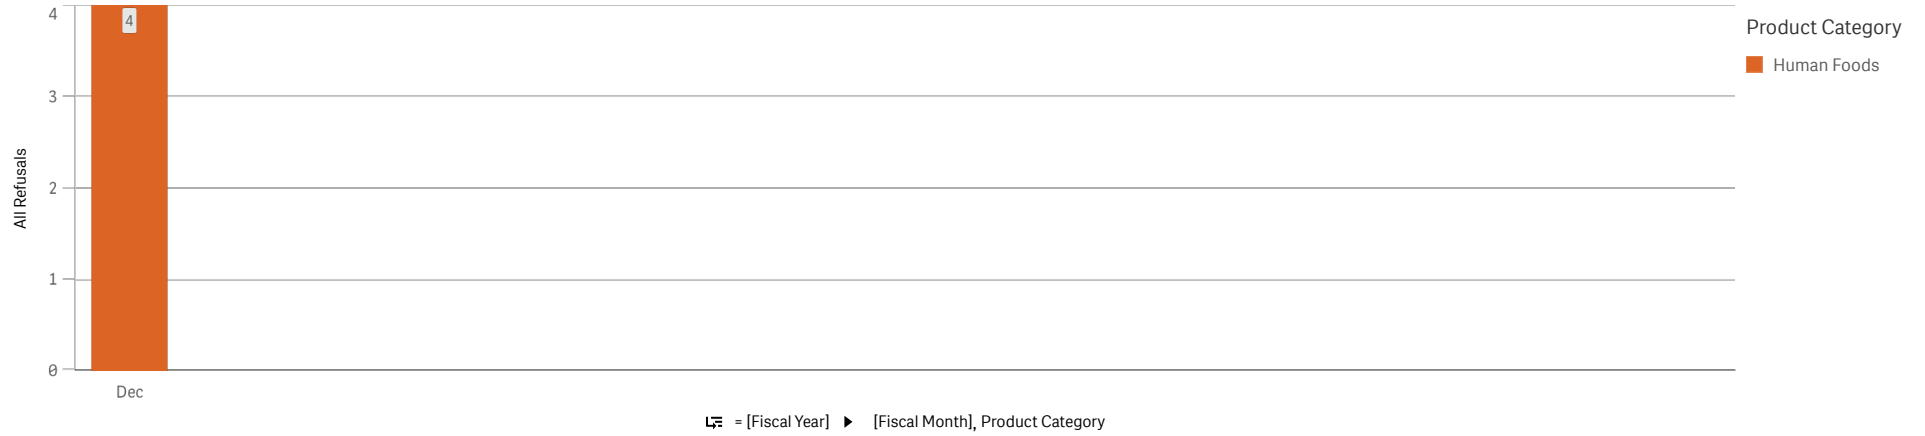 4
4
3
2
1
0
All Refusals
Dec
= [Fiscal Year] ▶ [Fiscal Month], Product Category
Product Category
Human Foods